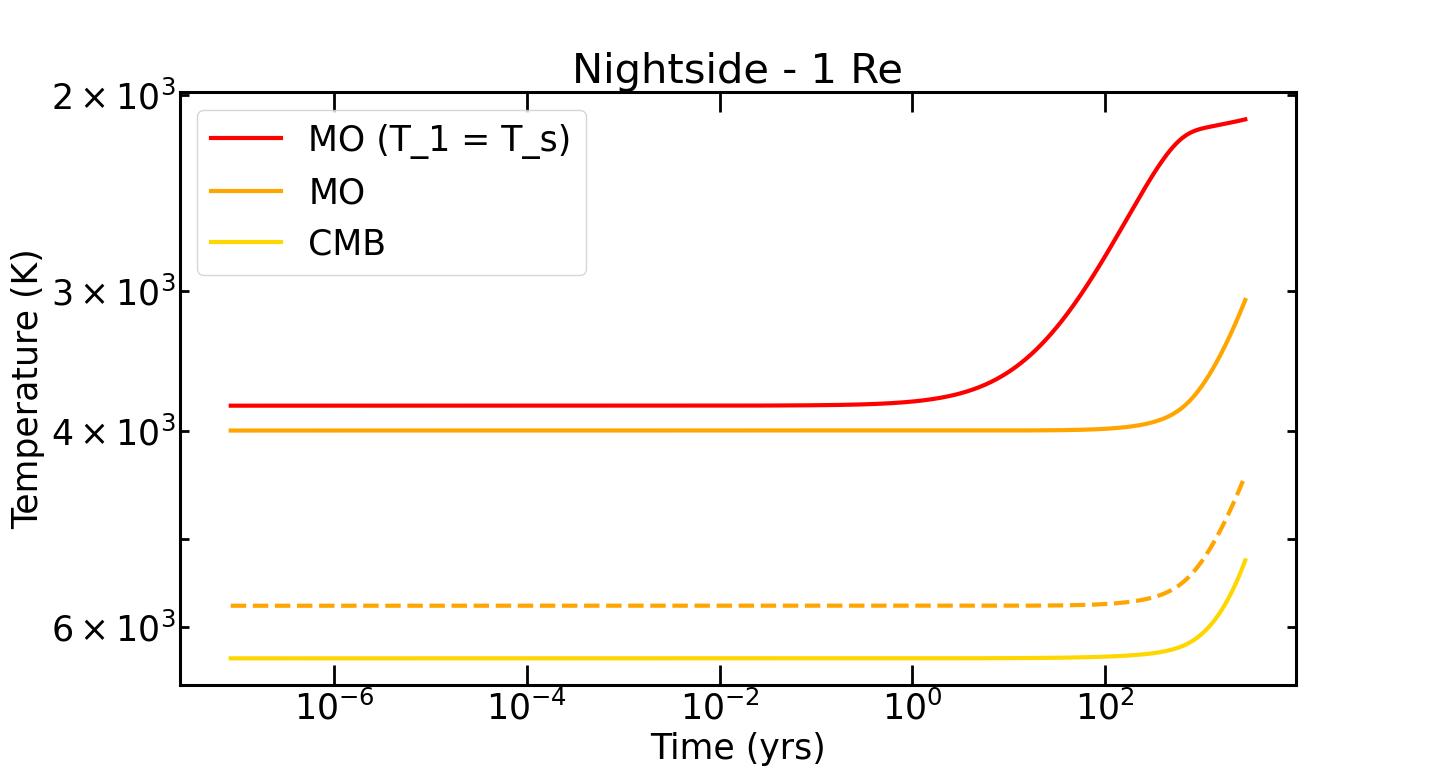 Nightside - 1 Re
MO (T_1 = T_s)
MO
CMB
Temperature (K)
2 × 10³
3 × 10³
4 × 10³
6 × 10³
10⁻⁶ 10⁻⁴ 10⁻² 10⁰ 10²
Time (yrs)